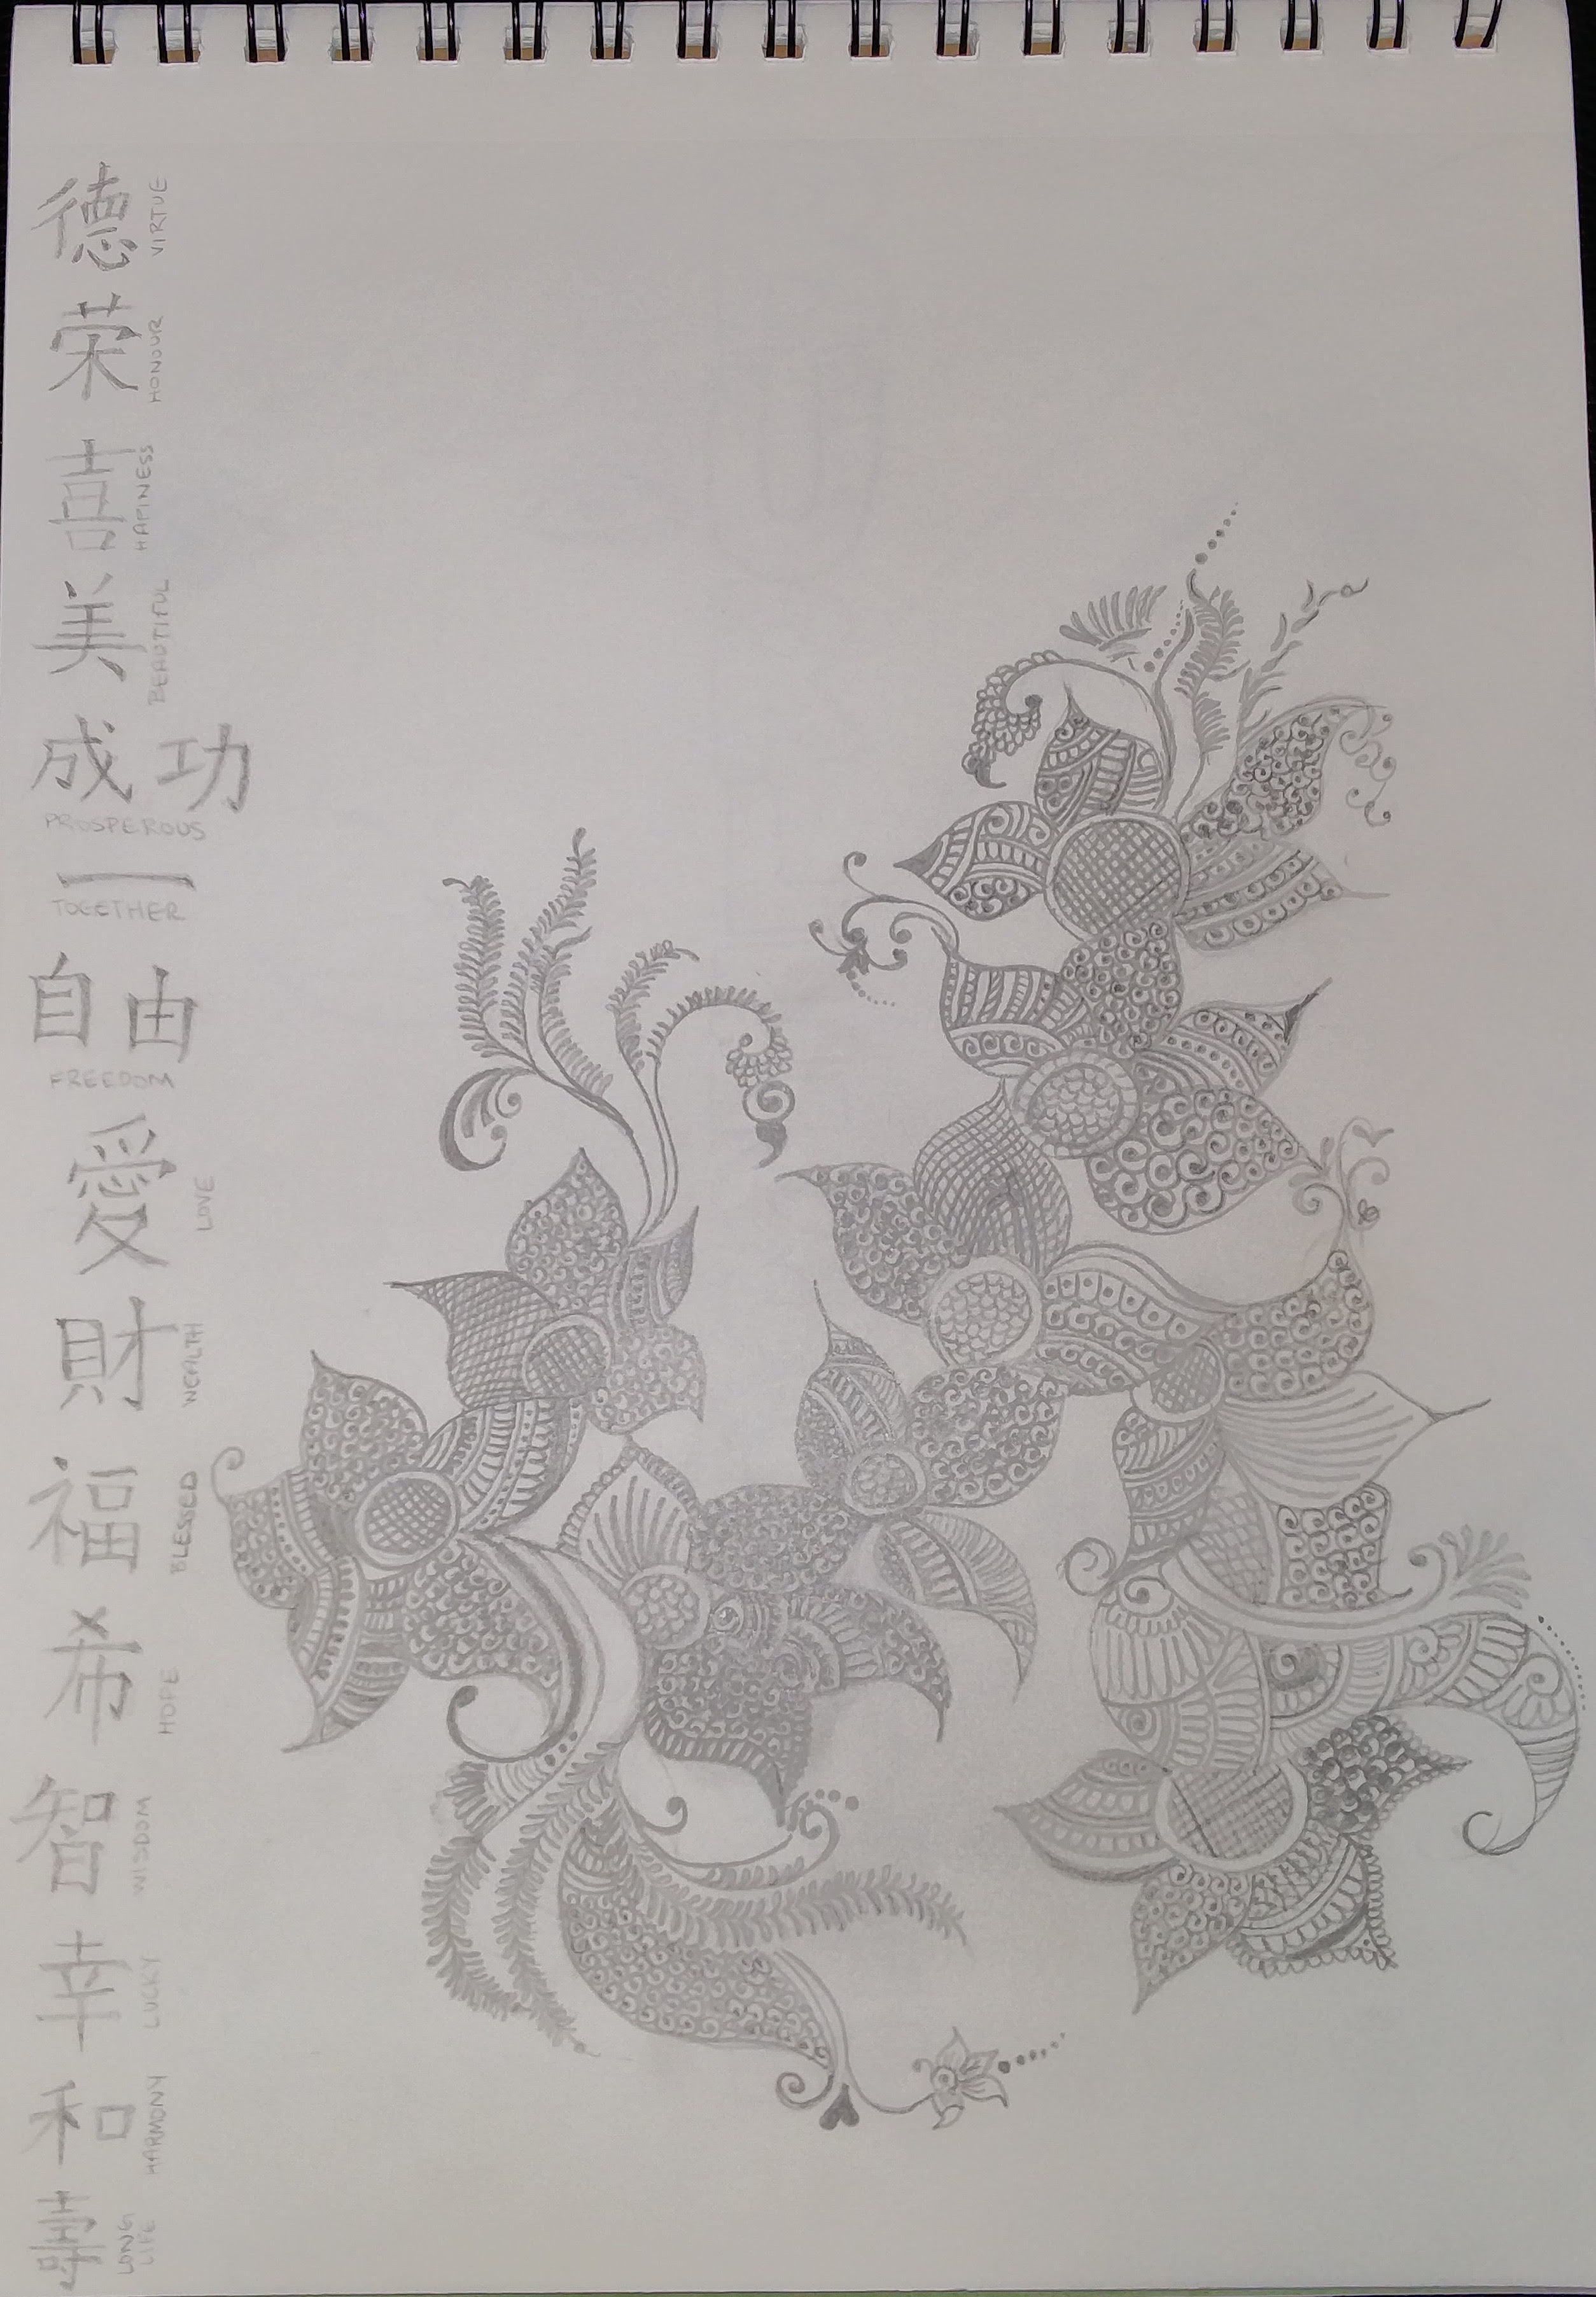 德
VIRTUE
荣
HONOUR
喜
HAPINESS
美
BEAUTIFUL
成功
PROSPEROUS
一
TOGETHER
自由
FREEDOM
愛
LOVE
財
WEALTH
福
BLESSED
希
HOPE
智
WISDOM
幸
LUCKY
和
HARMONY
壽
LONG
LIFE